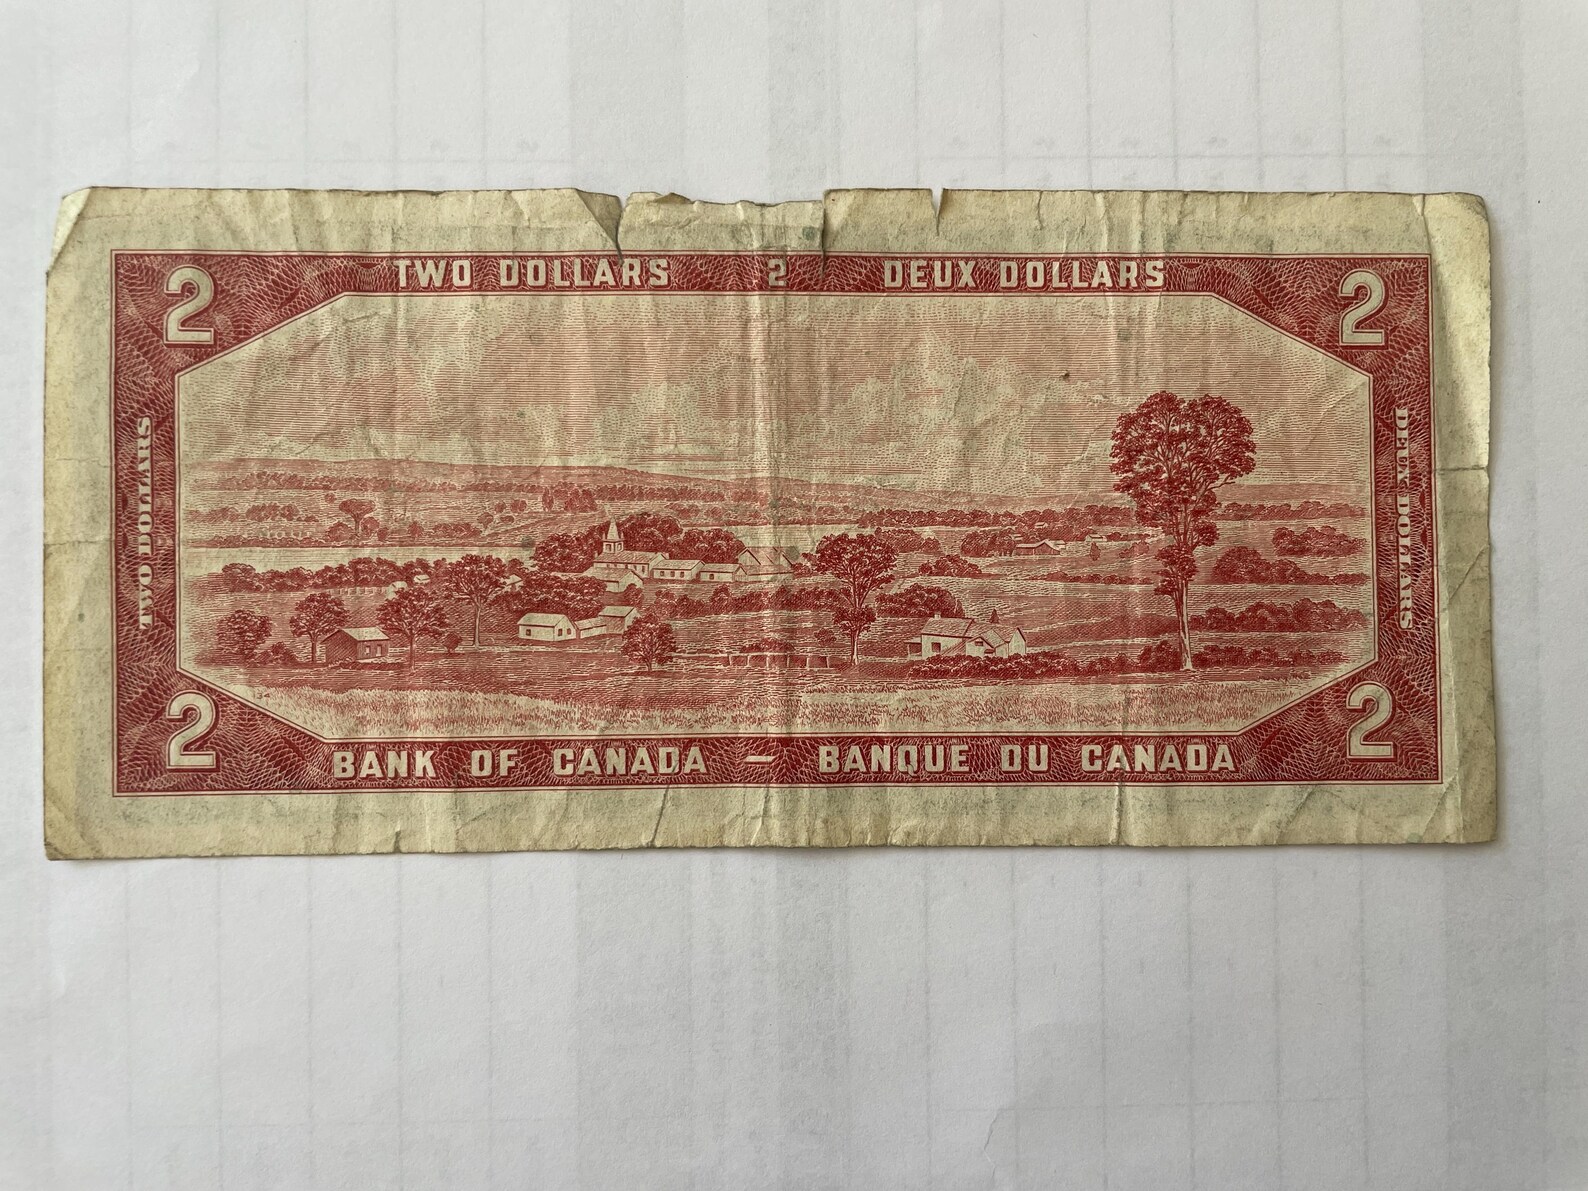 TWO DOLLARS 2 DEUX DOLLARS
2 2
TWO DOLLARS
DEUX DOLLARS
2 2
BANK OF CANADA — BANQUE DU CANADA